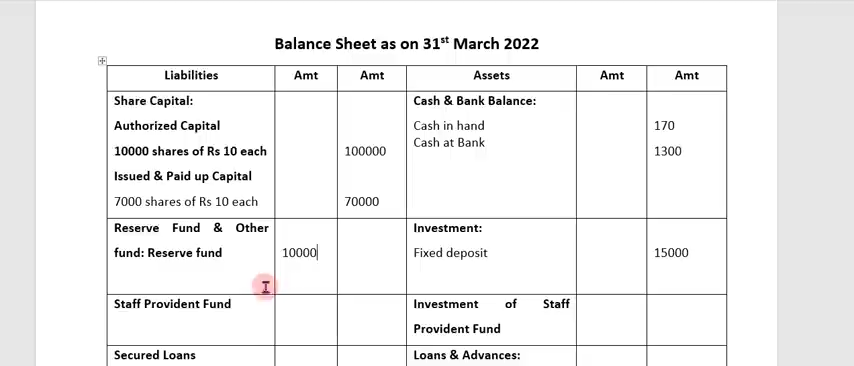 Balance Sheet as on 31st March 2022
Liabilities Amt Amt Assets Amt Amt
Share Capital: Cash & Bank Balance:
Authorized Capital Cash in hand 170
10000 shares of Rs 10 each 100000 Cash at Bank 1300
Issued & Paid up Capital
7000 shares of Rs 10 each 70000
Reserve Fund & Other Investment:
fund: Reserve fund 10000 Fixed deposit 15000
Staff Provident Fund Investment of Staff
Provident Fund
Secured Loans Loans & Advances: